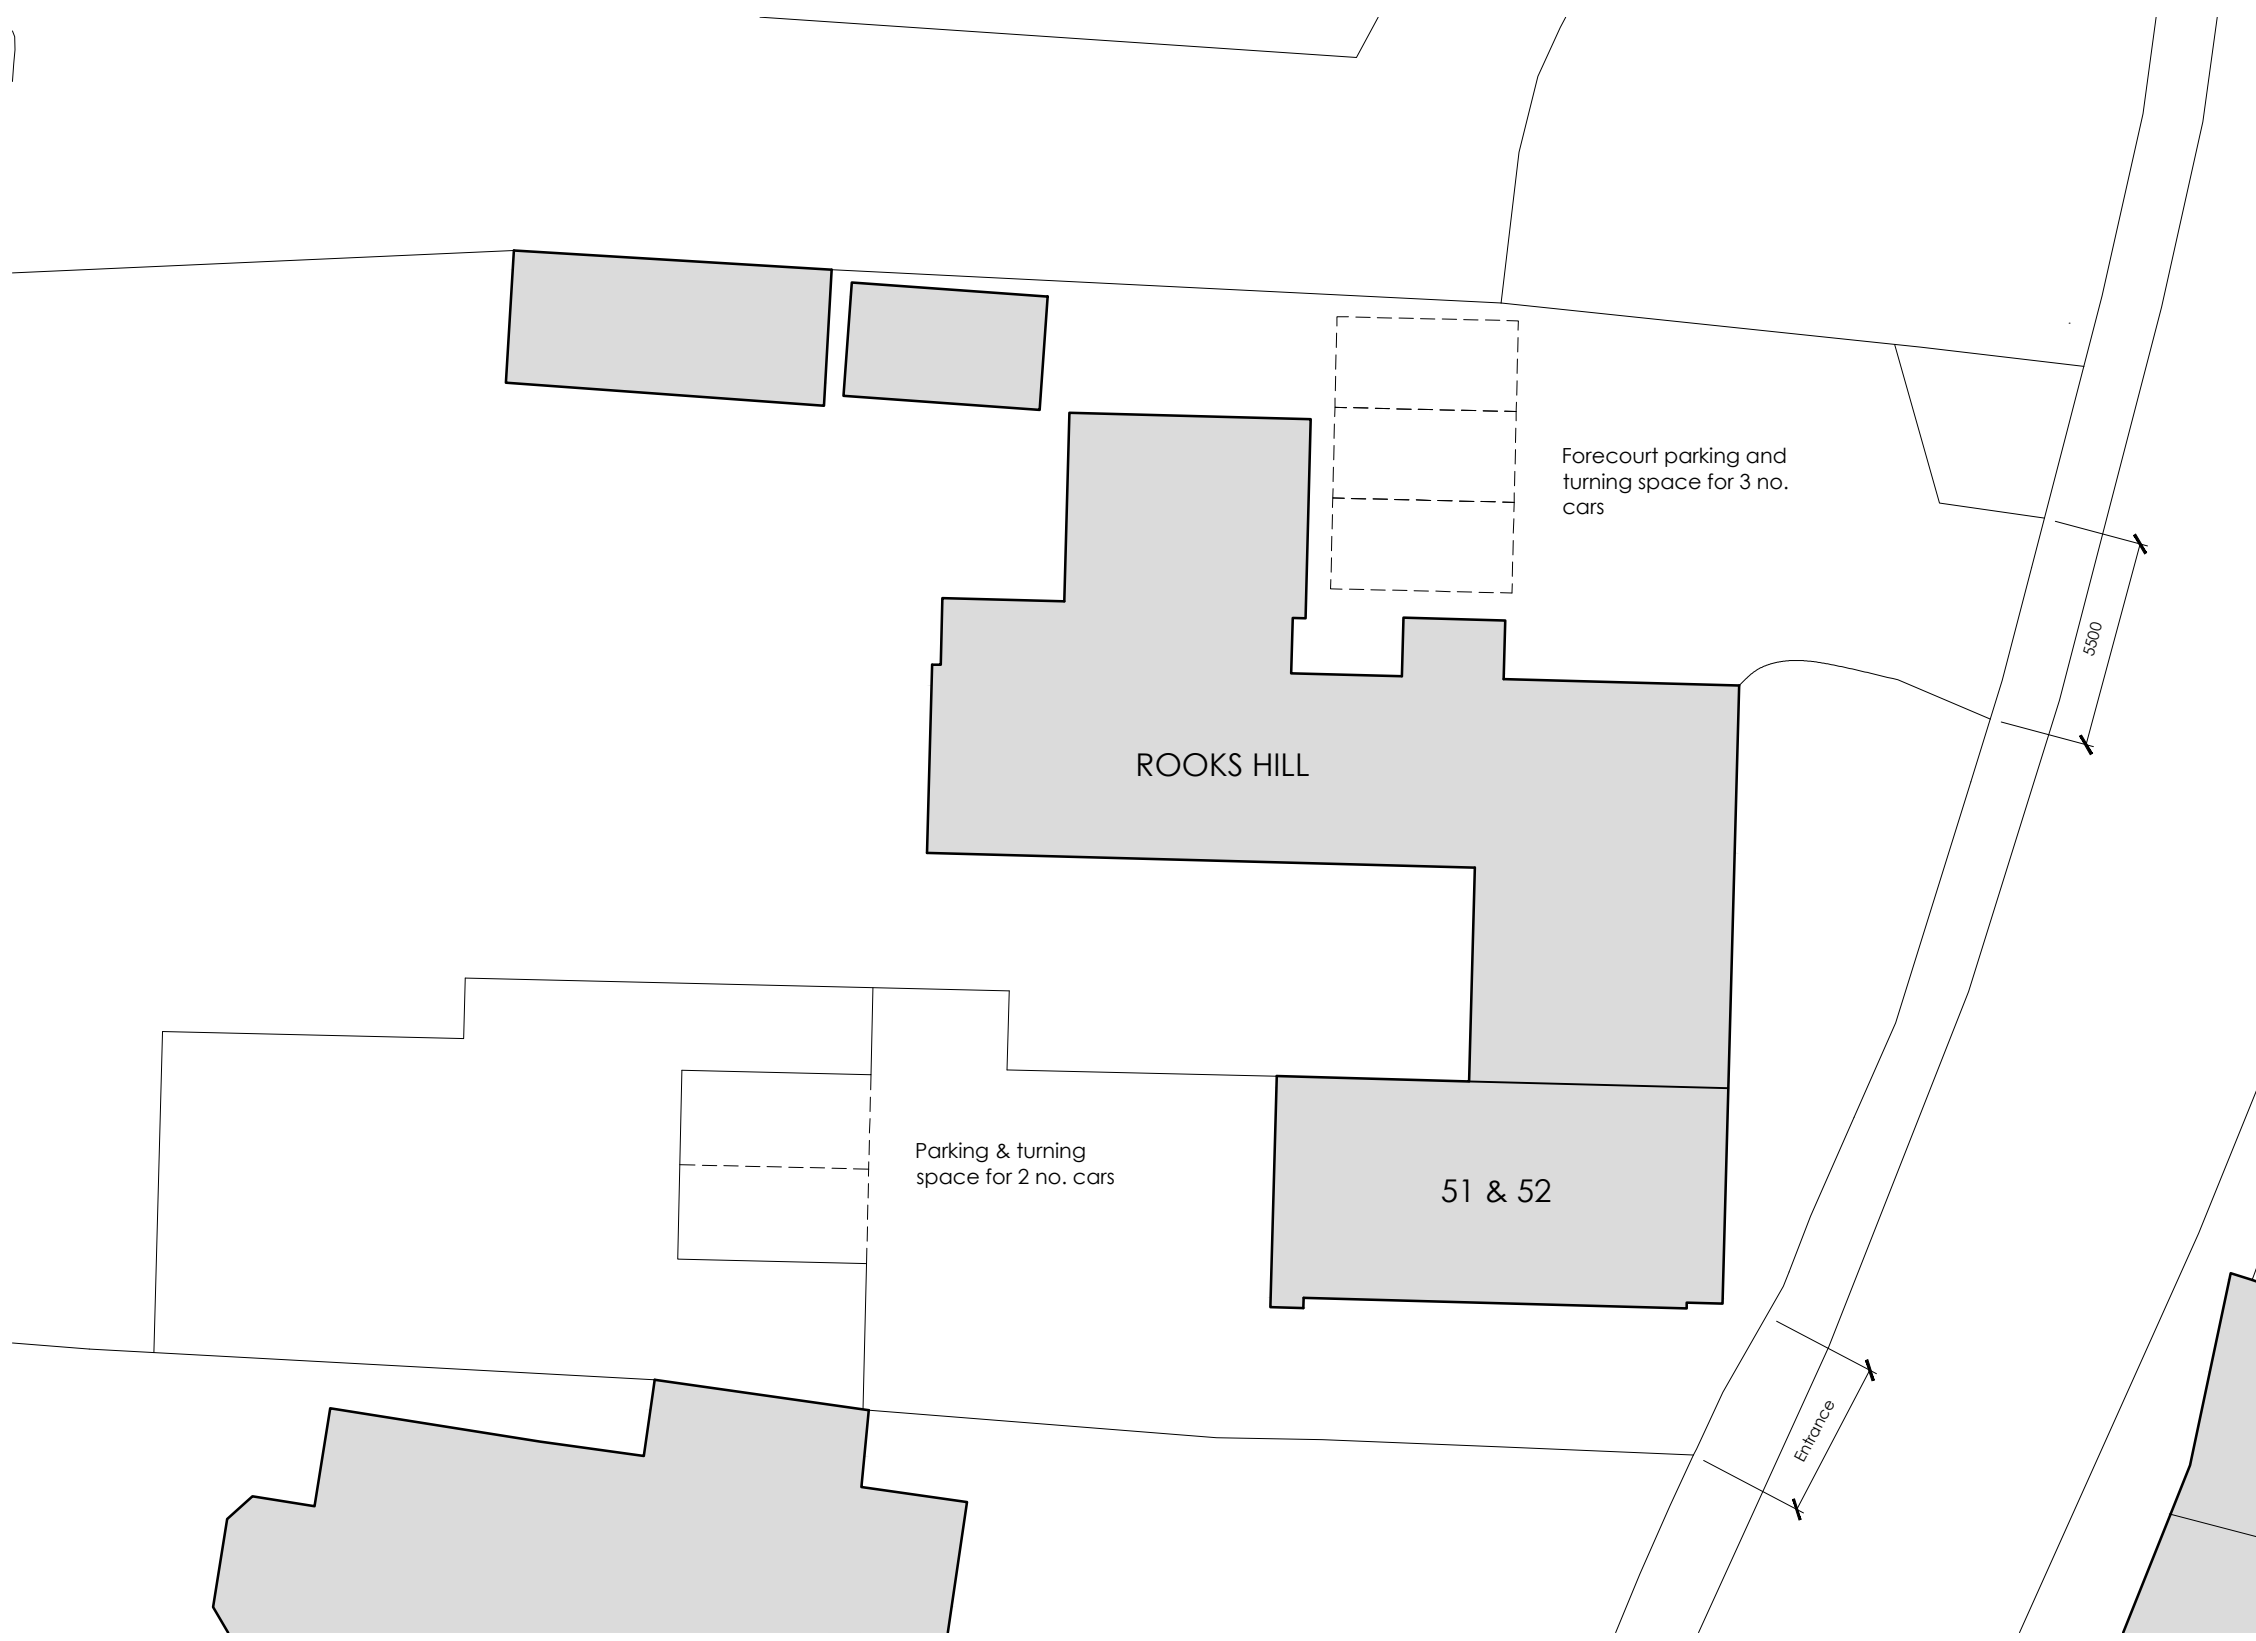 Forecourt parking and
turning space for 3 no.
cars
5500
ROOKS HILL
Parking & turning
space for 2 no. cars
51 & 52
Entrance